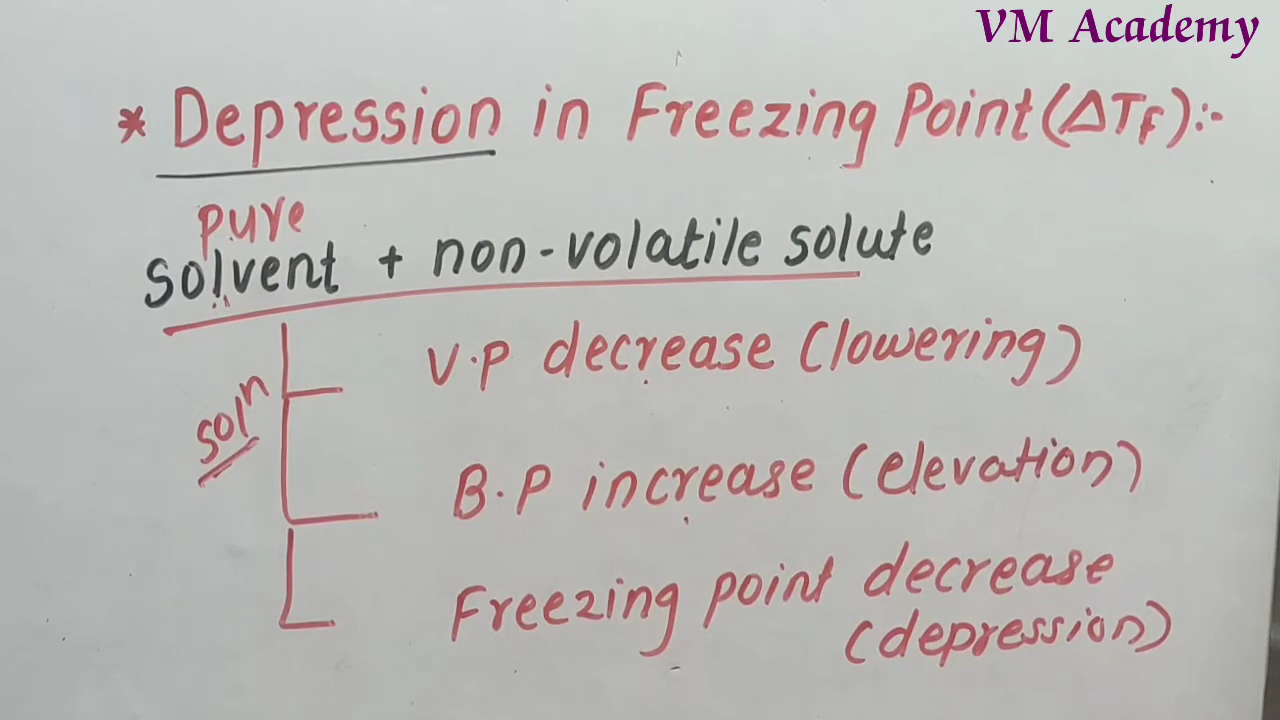 VM Academy
* Depression in Freezing Point (ΔTf):-
pure
solvent + non-volatile solute
V.P decrease (lowering)
solⁿ
B.P increase (elevation)
Freezing point decrease
(depression)